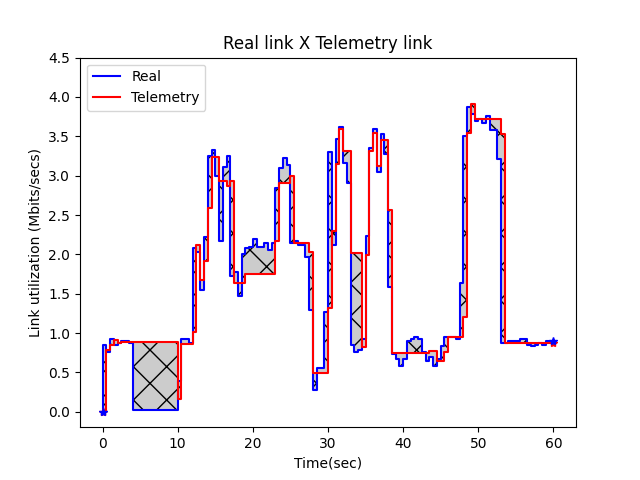 Real link X Telemetry link
Link utilization (Mbits/secs)
4.5
4.0
3.5
3.0
2.5
2.0
1.5
1.0
0.5
0.0
Real
Telemetry
0 10 20 30 40 50 60
Time(sec)